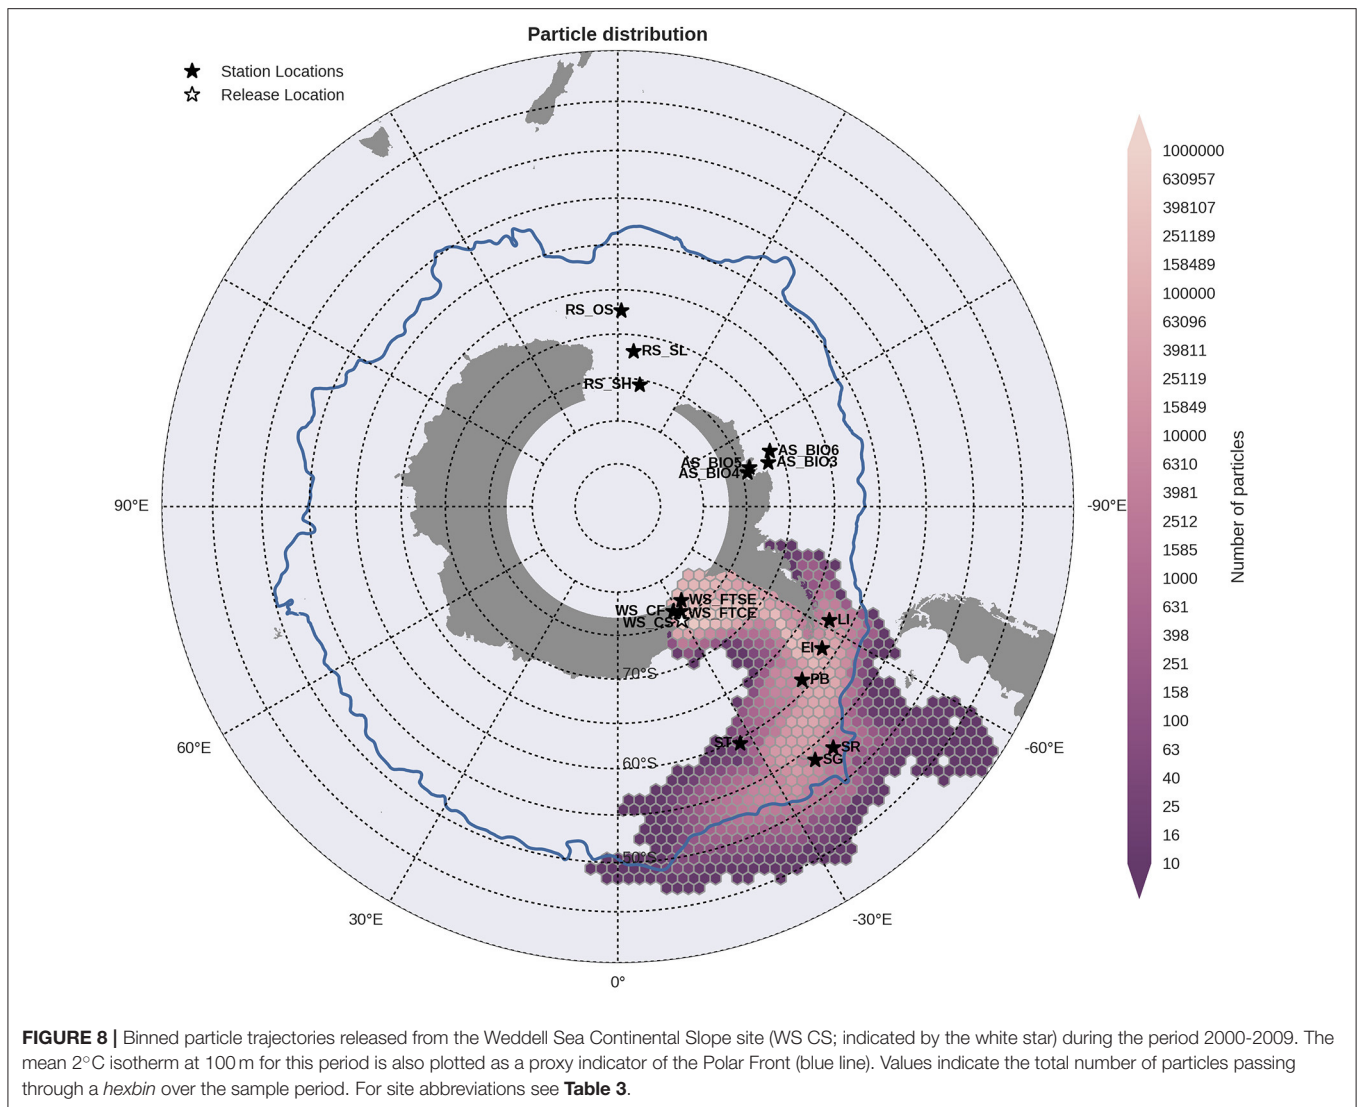 Particle distribution
Station Locations
Release Location
1000000
630957
398107
251189
158489
100000
63096
39811
25119
15849
10000
6310
3981
2512
1585
1000
631
398
251
158
100
63
40
25
16
10
Number of particles
RS_OS
RS_SL
RS_SH
AS_BIO6
AS_BIO5
AS_BIO3
AS_BIO4
90°E
-90°E
WS_FTSE
WS_CF
WS_FTCE
WS_CS
LI
EI
70°S
PB
ST
SR
60°E
-60°E
SG
60°S
50°S
30°E
-30°E
0°
FIGURE 8 | Binned particle trajectories released from the Weddell Sea Continental Slope site (WS CS; indicated by the white star) during the period 2000-2009. The
mean 2°C isotherm at 100 m for this period is also plotted as a proxy indicator of the Polar Front (blue line). Values indicate the total number of particles passing
through a hexbin over the sample period. For site abbreviations see Table 3.